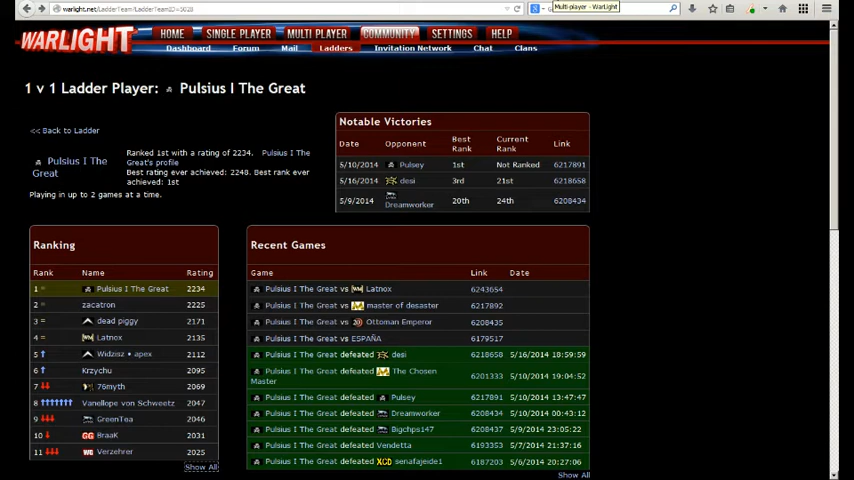 Multi-player - WarLight
warlight.net/LadderTeam/?LadderTeamID=5028
WARLIGHT
HOME SINGLE PLAYER MULTI PLAYER COMMUNITY SETTINGS HELP
Dashboard Forum Mail Ladders Invitation Network Chat Clans
1 v 1 Ladder Player: Pulsius I The Great
<< Back to Ladder
Pulsius I The Great
Ranked 1st with a rating of 2234. Pulsius I The
Great's profile
Best rating ever achieved: 2248. Best rank ever
achieved: 1st
Playing in up to 2 games at a time.
Notable Victories
Date Opponent Best Rank Current Rank Link
5/10/2014 Pulsey 1st Not Ranked 6217891
5/16/2014 desi 3rd 21st 6218658
5/9/2014 Dreamworker 20th 24th 6208434
Ranking
Rank Name Rating
1 = Pulsius I The Great 2234
2 = zacatron 2225
3 = dead piggy 2171
4 = Latnox 2135
5 Widzisz • apex 2112
6 Krzychu 2095
7 76myth 2069
8 Vanellope von Schweetz 2047
9 GreenTea 2046
10 GG BraaK 2031
11 WE Verzehrer 2025
Show All
Recent Games
Game Link Date
Pulsius I The Great vs WM Latnox 6243654
Pulsius I The Great vs master of desaster 6217892
Pulsius I The Great vs Ottoman Emperor 6208435
Pulsius I The Great vs ESPAÑA 6179517
Pulsius I The Great defeated desi 6218658 5/16/2014 18:59:59
Pulsius I The Great defeated The Chosen
Master 6201333 5/10/2014 19:04:52
Pulsius I The Great defeated Pulsey 6217891 5/10/2014 13:47:47
Pulsius I The Great defeated Dreamworker 6208434 5/10/2014 00:43:12
Pulsius I The Great defeated Bigchps147 6208437 5/9/2014 23:05:22
Pulsius I The Great defeated Vendetta 6193353 5/7/2014 21:37:16
Pulsius I The Great defeated XCD senafajeide1 6187203 5/6/2014 20:27:06
Show All